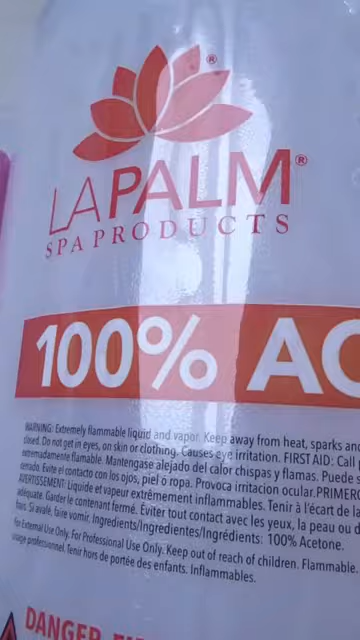 LAPALM®
SPA PRODUCTS
100% AC
WARNING: Extremely flammable liquid and vapor. Keep away from heat, sparks and
closed. Do not get in eyes, on skin or clothing. Causes eye irritation. FIRST AID: Call
extremadamente flamable. Mantengase alejado del calor chispas y flamas. Puede s
cerrado. Evite el contacto con los ojos, piel ó ropa. Provoca irritacion ocular. PRIMER
AVERTISSEMENT: Liquide et vapeur extrêmement inflammables. Tenir à l'écart de la
adéquate. Garder le contenant fermé. Éviter tout contact avec les yeux, la peau ou d
frais. Si avalé, faire vomir. Ingredients/Ingredientes/Ingrédients: 100% Acetone.
For External Use Only. For Professional Use Only. Keep out of reach of children. Flammable.
usage professionnel. Tenir hors de portée des enfants. Inflammables.
DANGER